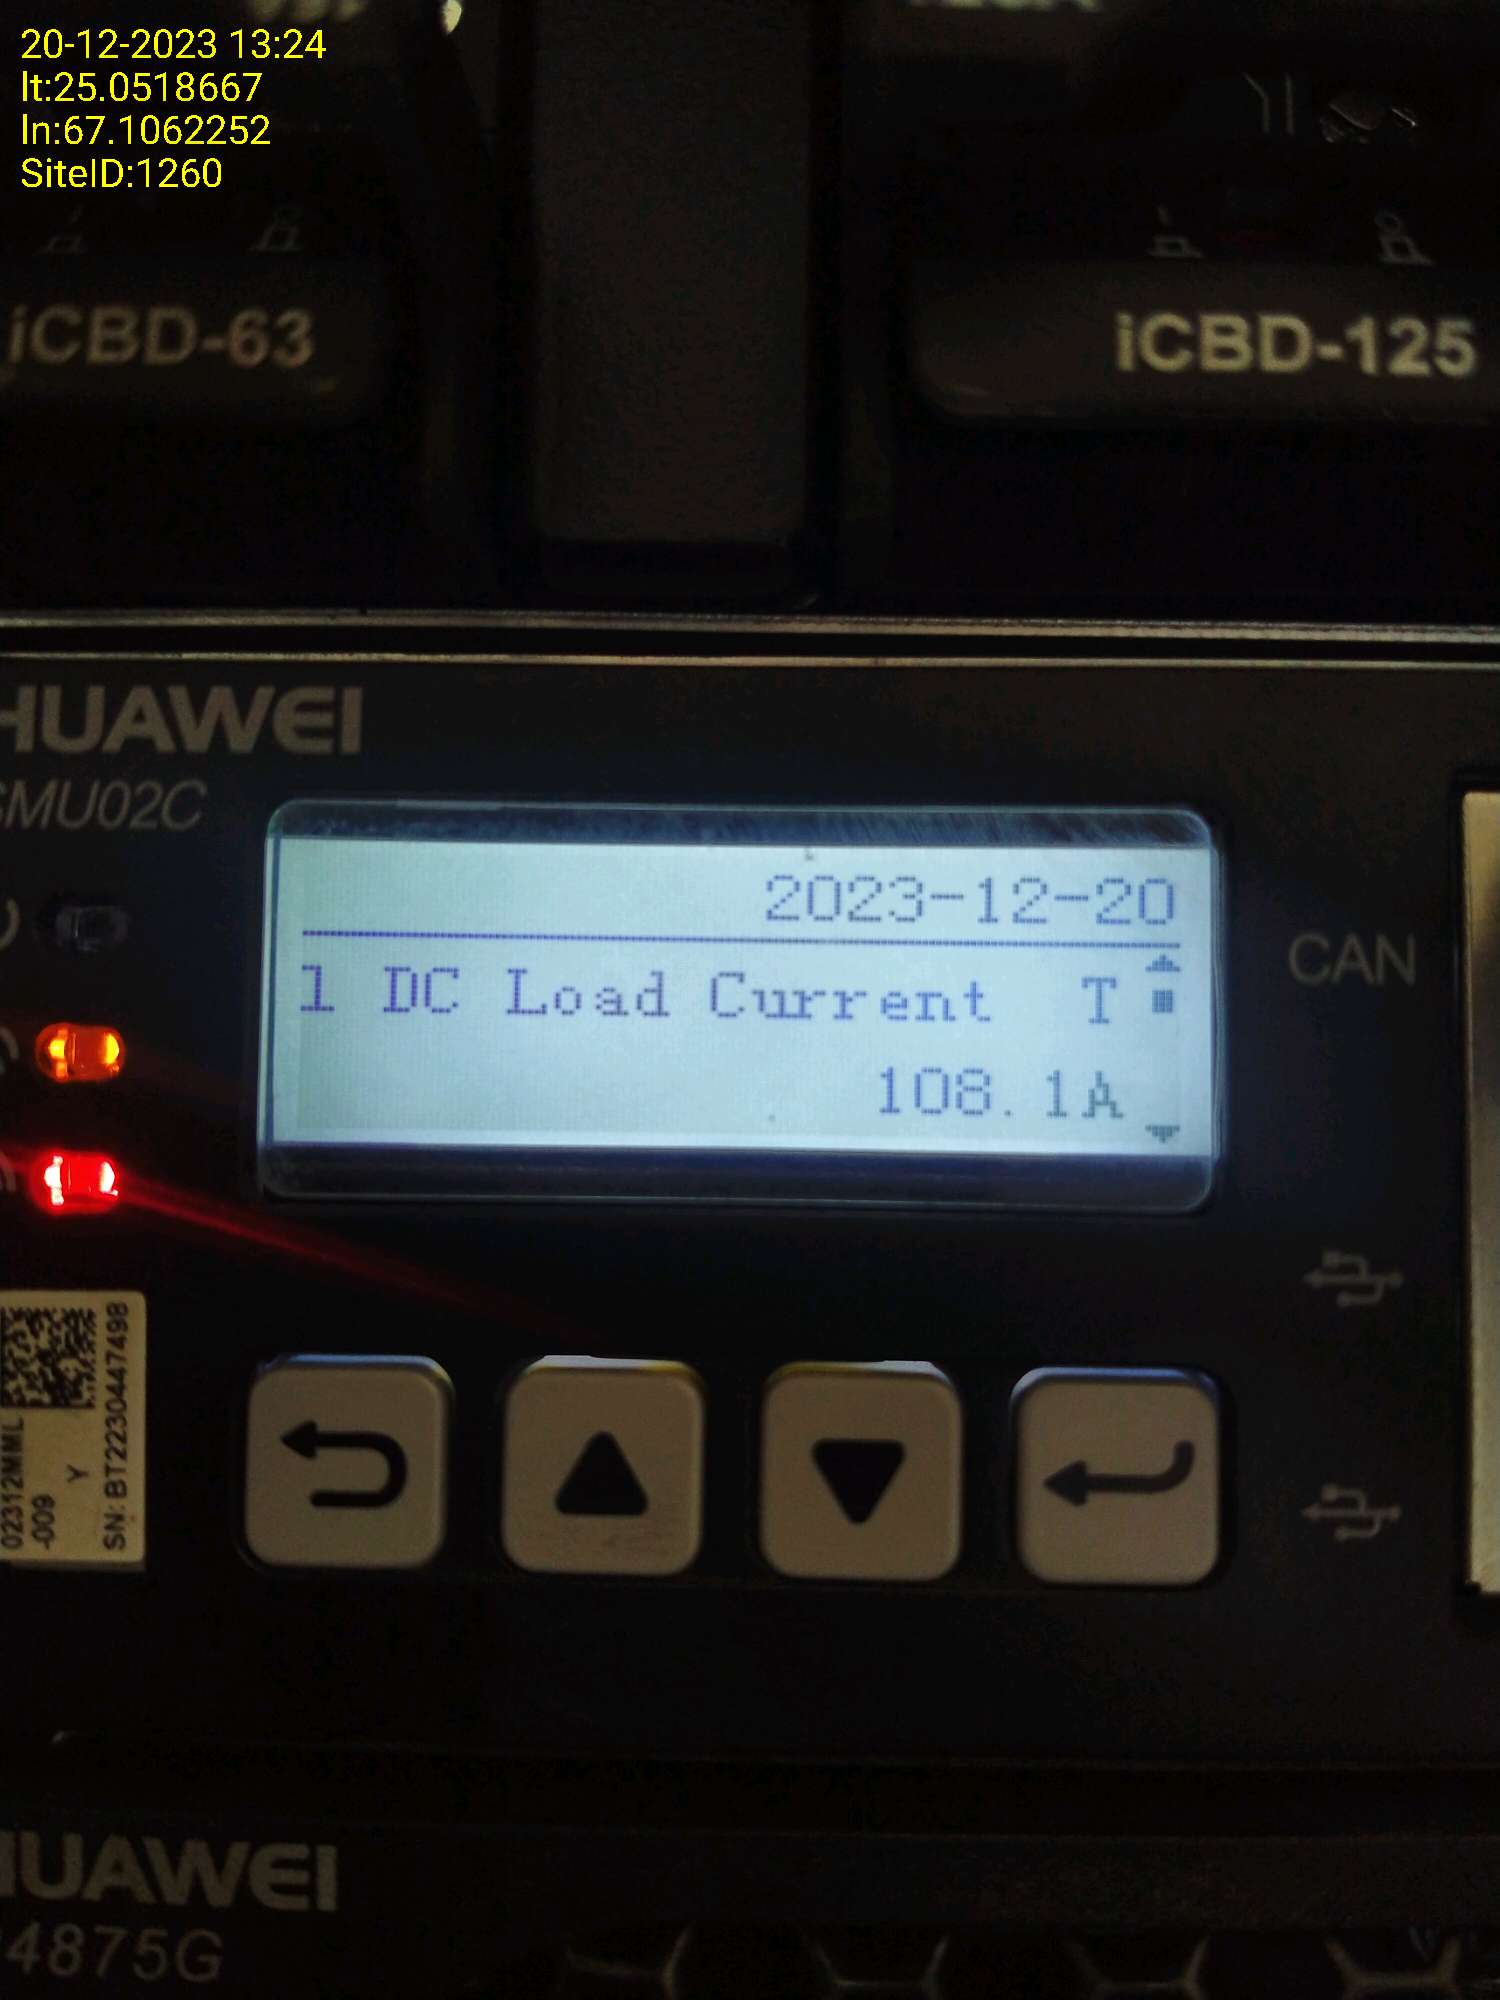 20-12-2023 13:24
lt:25.0518667
ln:67.1062252
SiteID:1260
iCBD-63
iCBD-125
HUAWEI
SMU02C
2023-12-20
1 DC Load Current T
108.1A
CAN
02312MML
-009 Y
SN: BT2230447498
HUAWEI
4875G